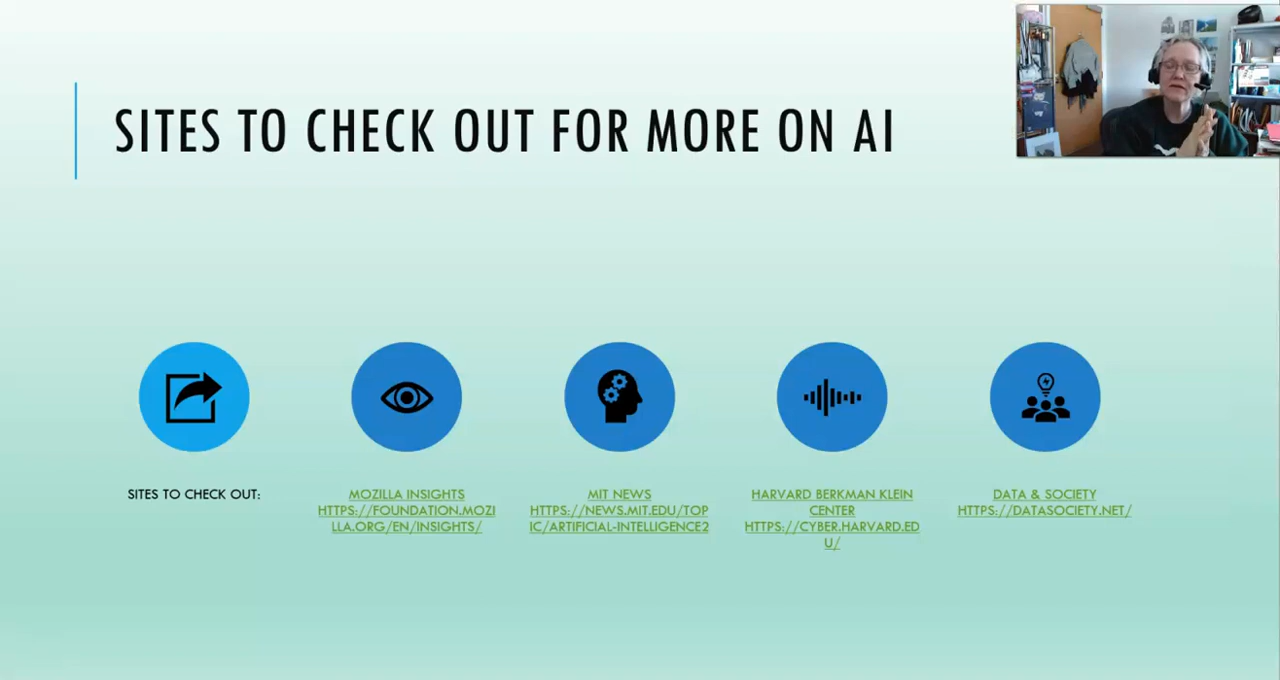 SITES TO CHECK OUT FOR MORE ON AI
SITES TO CHECK OUT:
MOZILLA INSIGHTS
HTTPS://FOUNDATION.MOZI
LLA.ORG/EN/INSIGHTS/
MIT NEWS
HTTPS://NEWS.MIT.EDU/TOP
IC/ARTIFICIAL-INTELLIGENCE2
HARVARD BERKMAN KLEIN
CENTER
HTTPS://CYBER.HARVARD.ED
U/
DATA & SOCIETY
HTTPS://DATASOCIETY.NET/